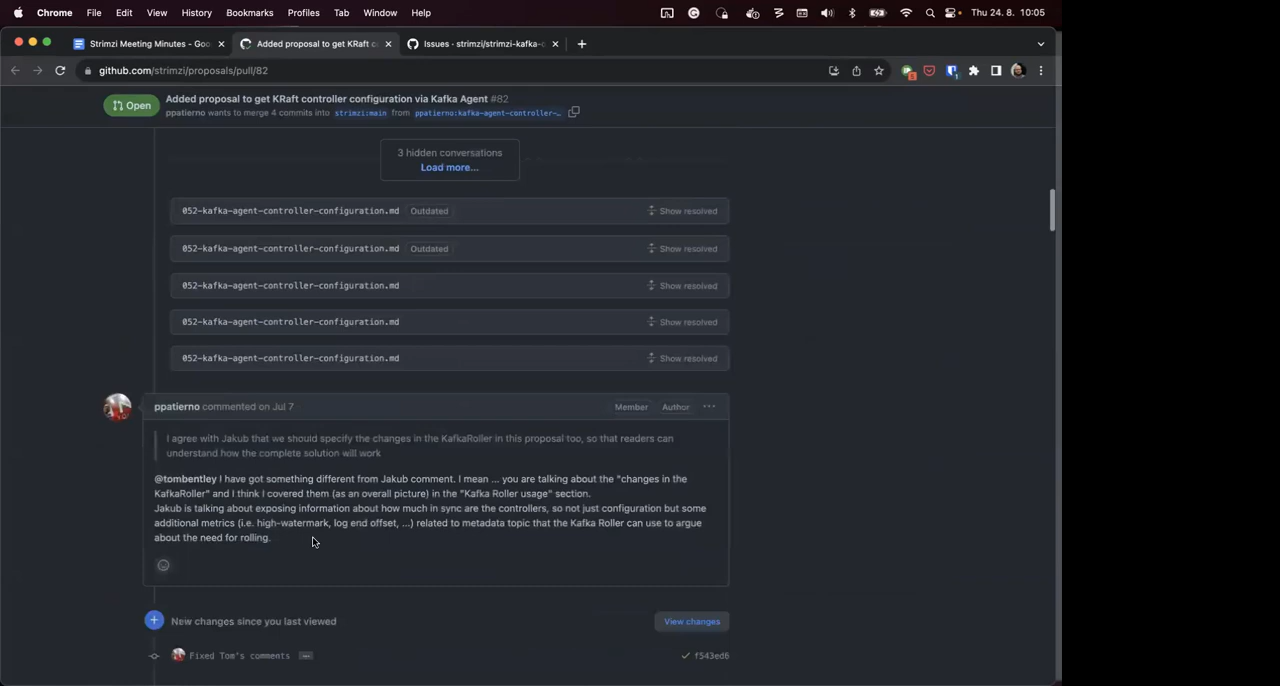 Chrome File Edit View History Bookmarks Profiles Tab Window Help Thu 24. 8. 10:05
Strimzi Meeting Minutes - Goo Added proposal to get KRaft c Issues · strimzi/strimzi-kafka-
github.com/strimzi/proposals/pull/82
Open
Added proposal to get KRaft controller configuration via Kafka Agent #82
ppatierno wants to merge 4 commits into strimzi:main from ppatierno:kafka-agent-controller-…
3 hidden conversations
Load more...
052-kafka-agent-controller-configuration.md Outdated Show resolved
052-kafka-agent-controller-configuration.md Outdated Show resolved
052-kafka-agent-controller-configuration.md Show resolved
052-kafka-agent-controller-configuration.md Show resolved
052-kafka-agent-controller-configuration.md Show resolved
ppatierno commented on Jul 7 Member Author ···
I agree with Jakub that we should specify the changes in the KafkaRoller in this proposal too, so that readers can
understand how the complete solution will work
@tombentley I have got something different from Jakub comment. I mean ... you are talking about the "changes in the
KafkaRoller" and I think I covered them (as an overall picture) in the "Kafka Roller usage" section.
Jakub is talking about exposing information about how much in sync are the controllers, so not just configuration but some
additional metrics (i.e. high-watermark, log end offset, ...) related to metadata topic that the Kafka Roller can use to argue
about the need for rolling.
New changes since you last viewed View changes
Fixed Tom's comments f543ed6